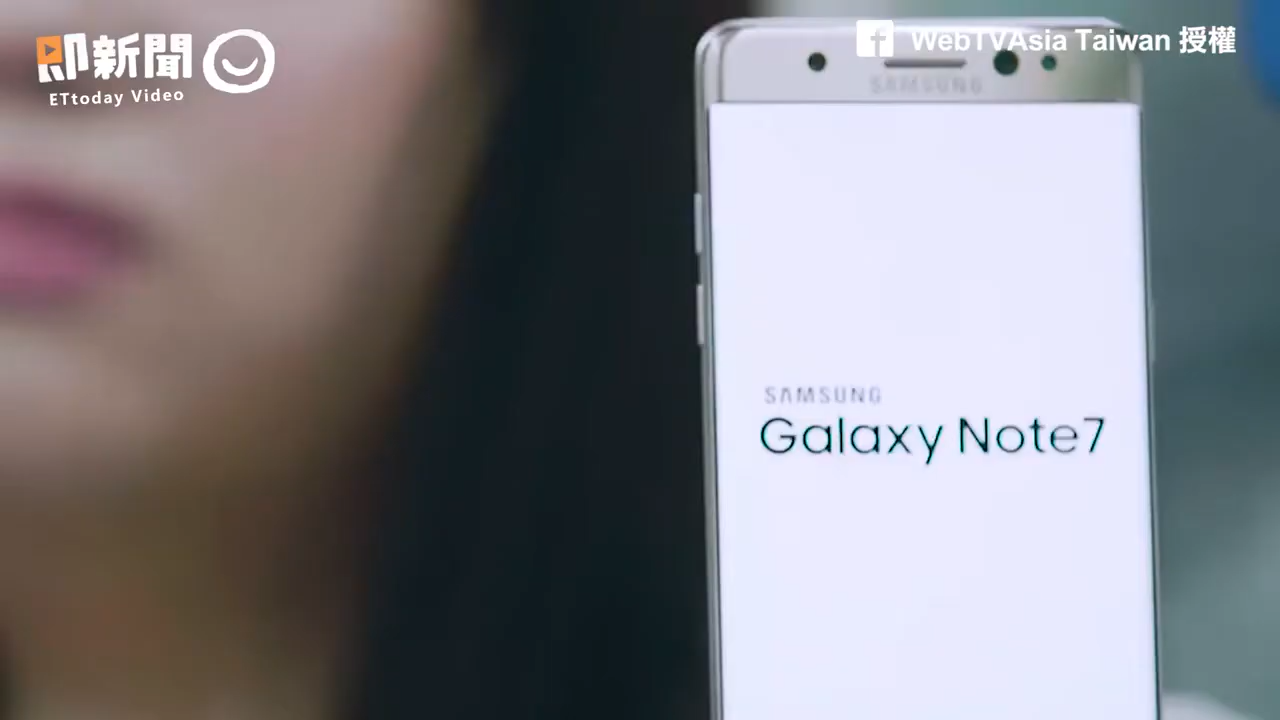 即新聞
ETtoday Video
WebTVAsia Taiwan 授權
SAMSUNG
SAMSUNG
Galaxy Note7